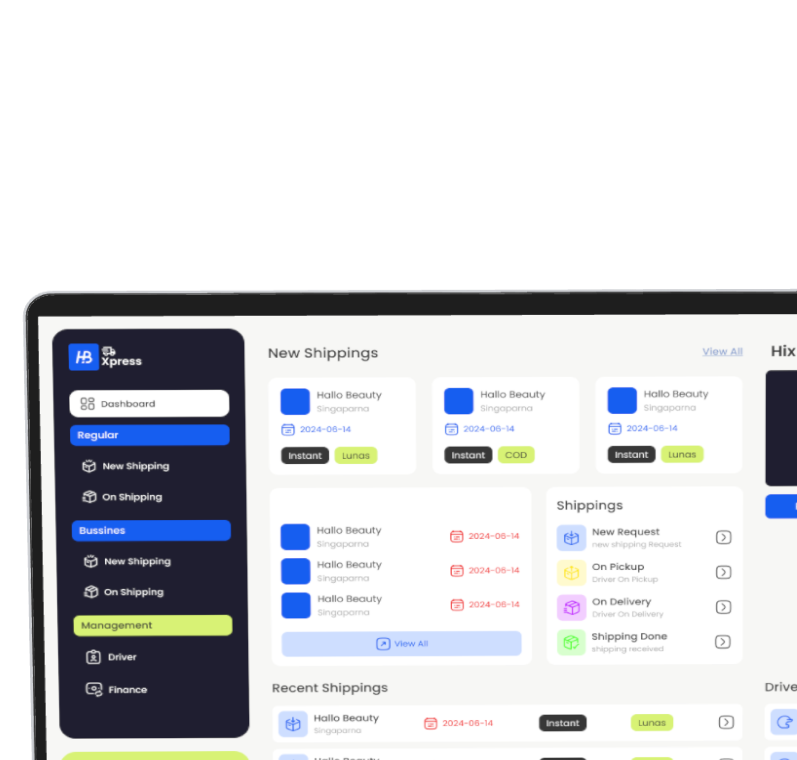 HB Xpress
Dashboard
Regular
New Shipping
On Shipping
Bussines
New Shipping
On Shipping
Management
Driver
Finance
New Shippings
View All
Hallo Beauty
Singaparna
2024-06-14
Instant Lunas
Hallo Beauty
Singaparna
2024-06-14
Instant COD
Hallo Beauty
Singaparna
2024-06-14
Instant Lunas
Hallo Beauty
Singaparna
2024-06-14
Hallo Beauty
Singaparna
2024-06-14
Hallo Beauty
Singaparna
2024-06-14
View All
Shippings
New Request
new shipping Request
On Pickup
Driver On Pickup
On Delivery
Driver On Delivery
Shipping Done
shipping received
Recent Shippings
Hallo Beauty
Singaparna
2024-06-14
Instant
Lunas
Hix
Drive